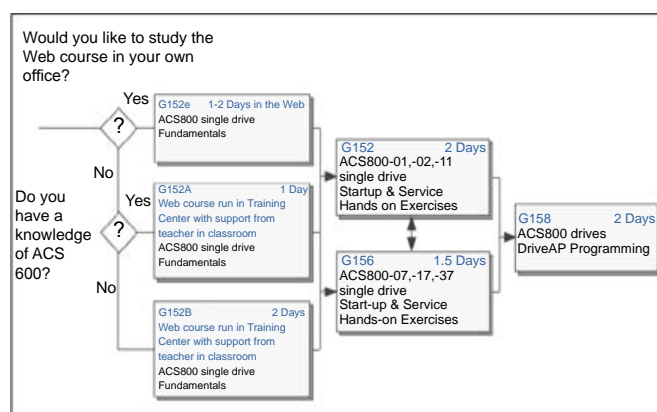 Would you like to study the
Web course in your own
office?
Yes
?
G152e 1-2 Days in the Web
ACS800 single drive
Fundamentals
No
Do you
have a
knowledge
of ACS
600?
Yes
?
G152A 1 Day
Web course run in Training
Center with support from
teacher in classroom
ACS800 single drive
Fundamentals
No
G152B 2 Days
Web course run in Training
Center with support from
teacher in classroom
ACS800 single drive
Fundamentals
G152 2 Days
ACS800-01,-02,-11
single drive
Startup & Service
Hands on Exercises
G156 1.5 Days
ACS800-07,-17,-37
single drive
Start-up & Service
Hands-on Exercises
G158 2 Days
ACS800 drives
DriveAP Programming